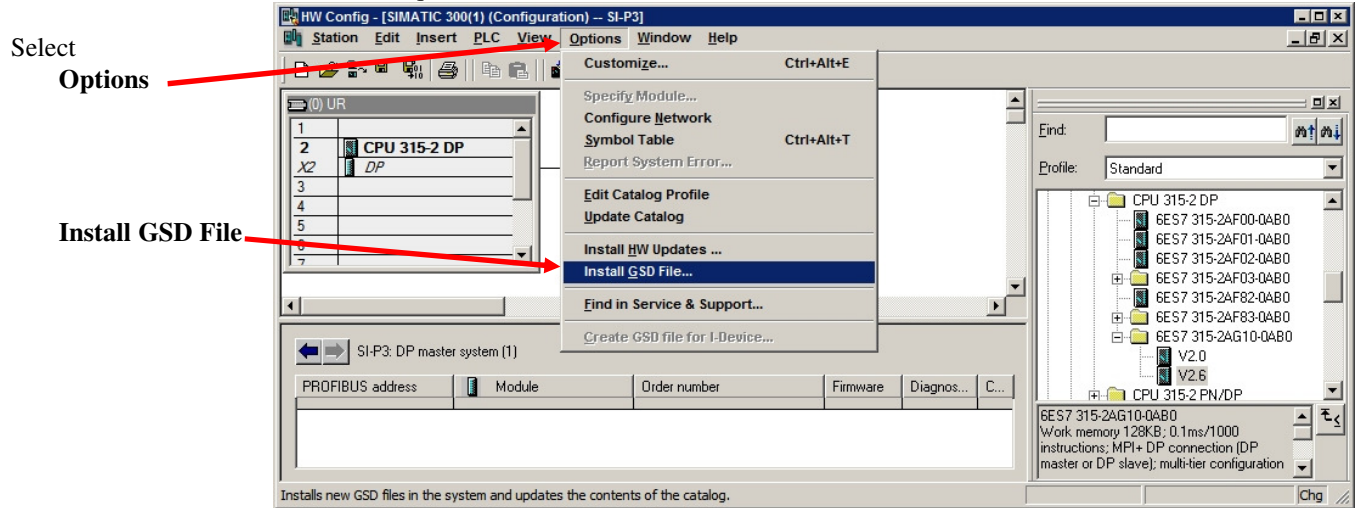 HW Config - [SIMATIC 300(1) (Configuration) -- SI-P3]
Station Edit Insert PLC View Options Window Help
Select
Options
Install GSD File
(0) UR
1
2 CPU 315-2 DP
X2 DP
3
4
5
6
7
Customize... Ctrl+Alt+E
Specify Module...
Configure Network
Symbol Table Ctrl+Alt+T
Report System Error...
Edit Catalog Profile
Update Catalog
Install HW Updates ...
Install GSD File...
Find in Service & Support...
Create GSD file for I-Device...
Find:
Profile: Standard
CPU 315-2 DP
6ES7 315-2AF00-0AB0
6ES7 315-2AF01-0AB0
6ES7 315-2AF02-0AB0
6ES7 315-2AF03-0AB0
6ES7 315-2AF82-0AB0
6ES7 315-2AF83-0AB0
6ES7 315-2AG10-0AB0
V2.0
V2.6
CPU 315-2 PN/DP
6ES7 315-2AG10-0AB0
Work memory 128KB; 0.1ms/1000
instructions; MPI+ DP connection (DP
master or DP slave); multi-tier configuration
SI-P3: DP master system (1)
PROFIBUS address Module Order number Firmware Diagnos... C...
Installs new GSD files in the system and updates the contents of the catalog.
Chg